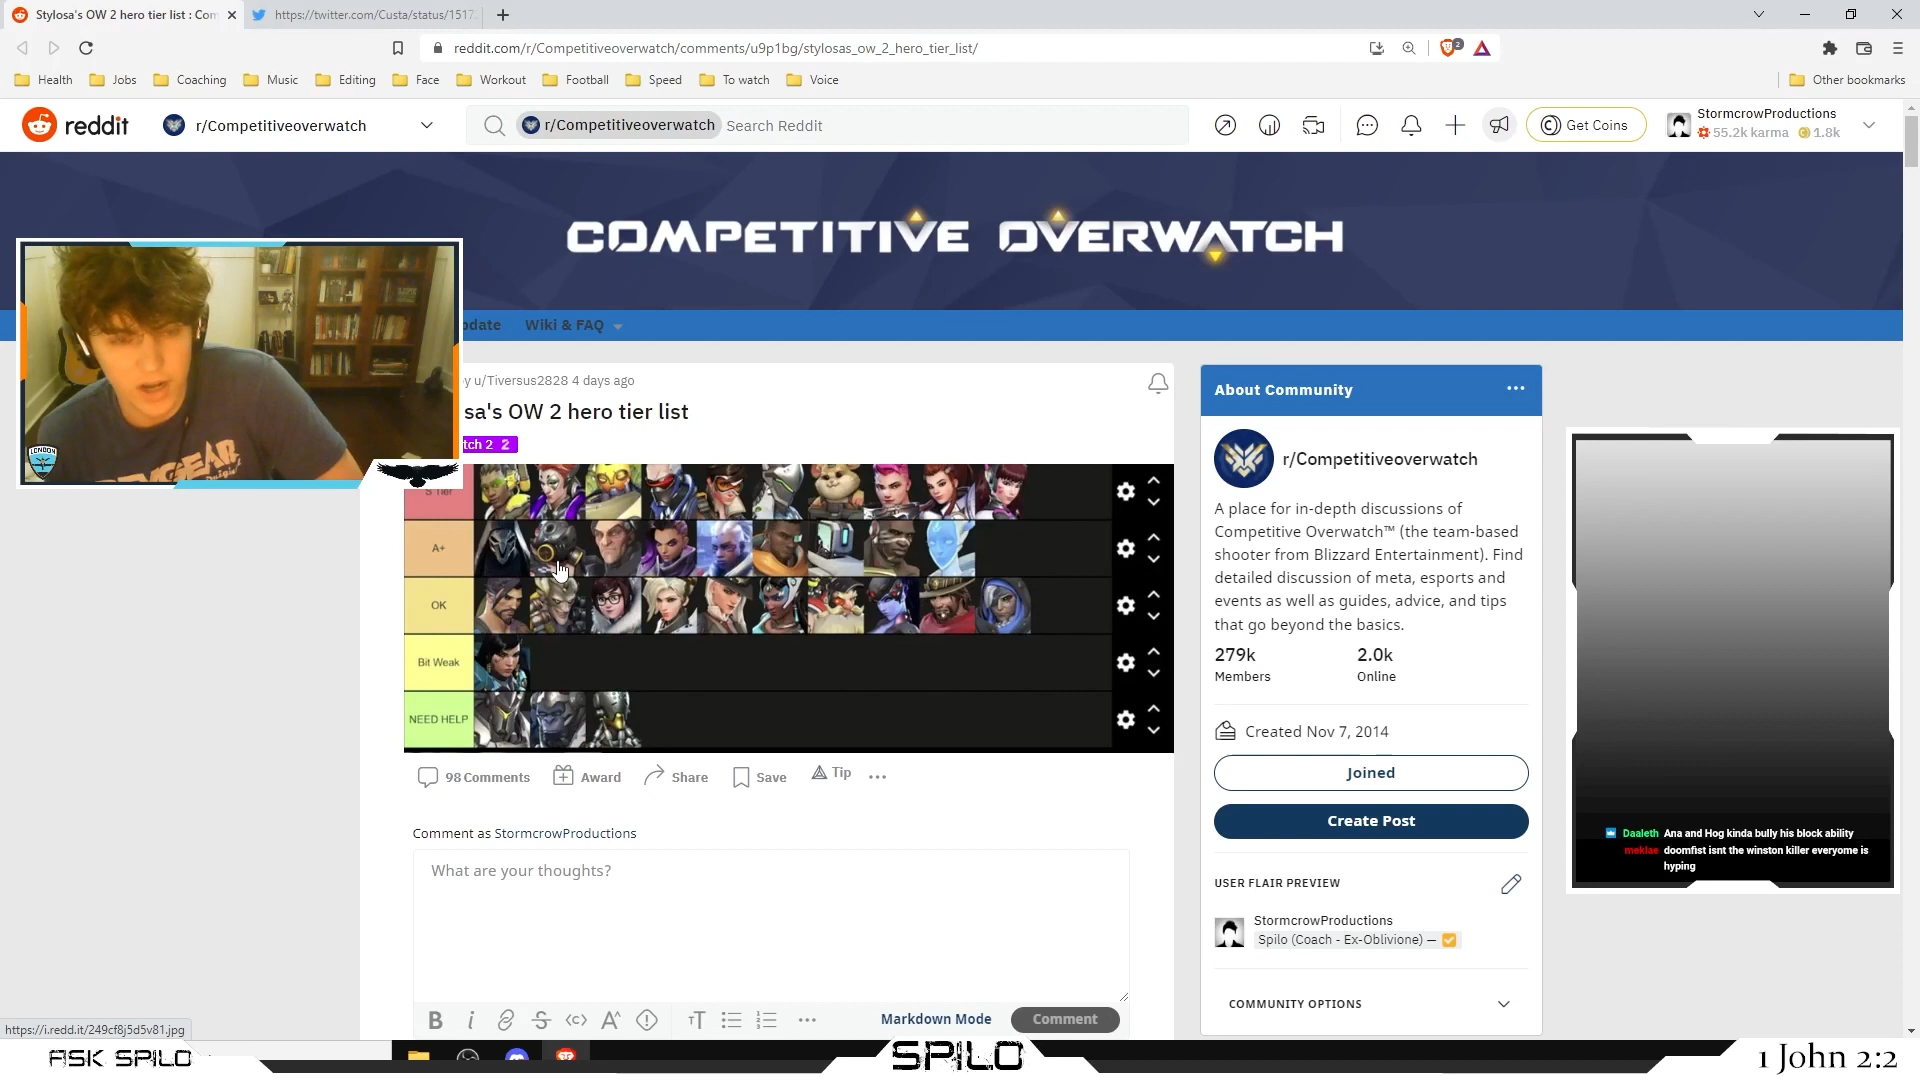 Stylosa's OW 2 hero tier list : Com
https://twitter.com/Custa/status/1517
reddit.com/r/Competitiveoverwatch/comments/u9p1bg/stylosas_ow_2_hero_tier_list/
2
Health
Jobs
Coaching
Music
Editing
Face
Workout
Football
Speed
To watch
Voice
Other bookmarks
reddit
r/Competitiveoverwatch
r/Competitiveoverwatch
Search Reddit
Get Coins
StormcrowProductions
55.2k karma
1.8k
COMPETITIVE OVERWATCH
pdate
Wiki & FAQ
y u/Tiversus2828 4 days ago
sa's OW 2 hero tier list
tch 2 2
S Tier
A+
OK
Bit Weak
NEED HELP
98 Comments
Award
Share
Save
Tip
Comment as StormcrowProductions
What are your thoughts?
Markdown Mode
Comment
About Community
r/Competitiveoverwatch
A place for in-depth discussions of
Competitive Overwatch™ (the team-based
shooter from Blizzard Entertainment). Find
detailed discussion of meta, esports and
events as well as guides, advice, and tips
that go beyond the basics.
279k
Members
2.0k
Online
Created Nov 7, 2014
Joined
Create Post
USER FLAIR PREVIEW
StormcrowProductions
Spilo (Coach - Ex-Oblivione) —
COMMUNITY OPTIONS
Daaleth Ana and Hog kinda bully his block ability
meklae doomfist isnt the winston killer everyome is
hyping
LONDON
https://i.redd.it/249cf8j5d5v81.jpg
ASK SPILO
SPILO
1 John 2:2